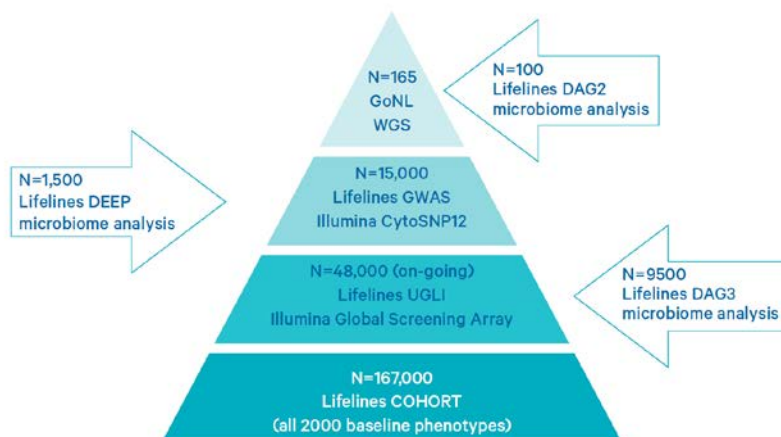 N=165
GoNL
WGS
N=100
Lifelines DAG2
microbiome analysis
N=1,500
Lifelines DEEP
microbiome analysis
N=15,000
Lifelines GWAS
Illumina CytoSNP12
N=48,000 (on-going)
Lifelines UGLI
Illumina Global Screening Array
N=9500
Lifelines DAG3
microbiome analysis
N=167,000
Lifelines COHORT
(all 2000 baseline phenotypes)